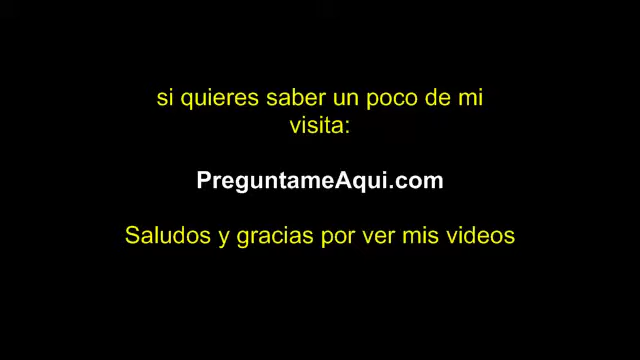 si quieres saber un poco de mi
visita:
PreguntameAqui.com
Saludos y gracias por ver mis videos